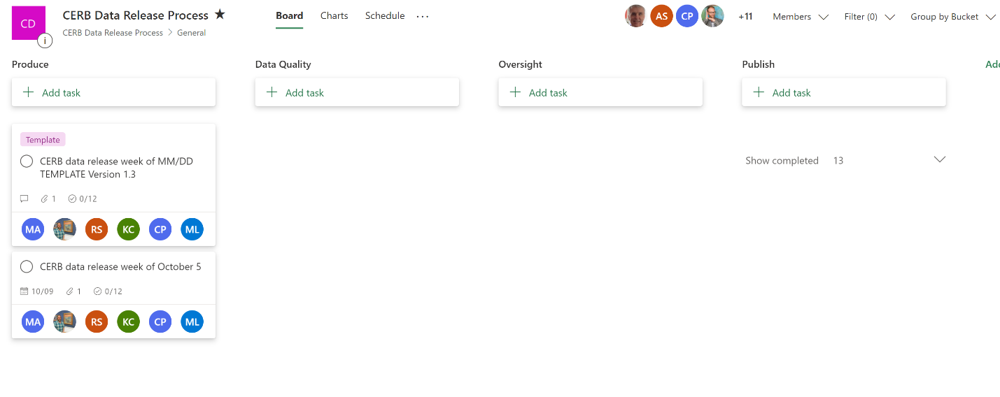 CD
i
CERB Data Release Process ★
CERB Data Release Process > General
Board Charts Schedule ...
AS CP +11 Members Filter (0) Group by Bucket
Produce
Add task
Template
CERB data release week of MM/DD
TEMPLATE Version 1.3
1 0/12
MA RS KC CP ML
CERB data release week of October 5
10/09 1 0/12
MA RS KC CP ML
Data Quality
Add task
Oversight
Add task
Publish
Add task
Show completed 13